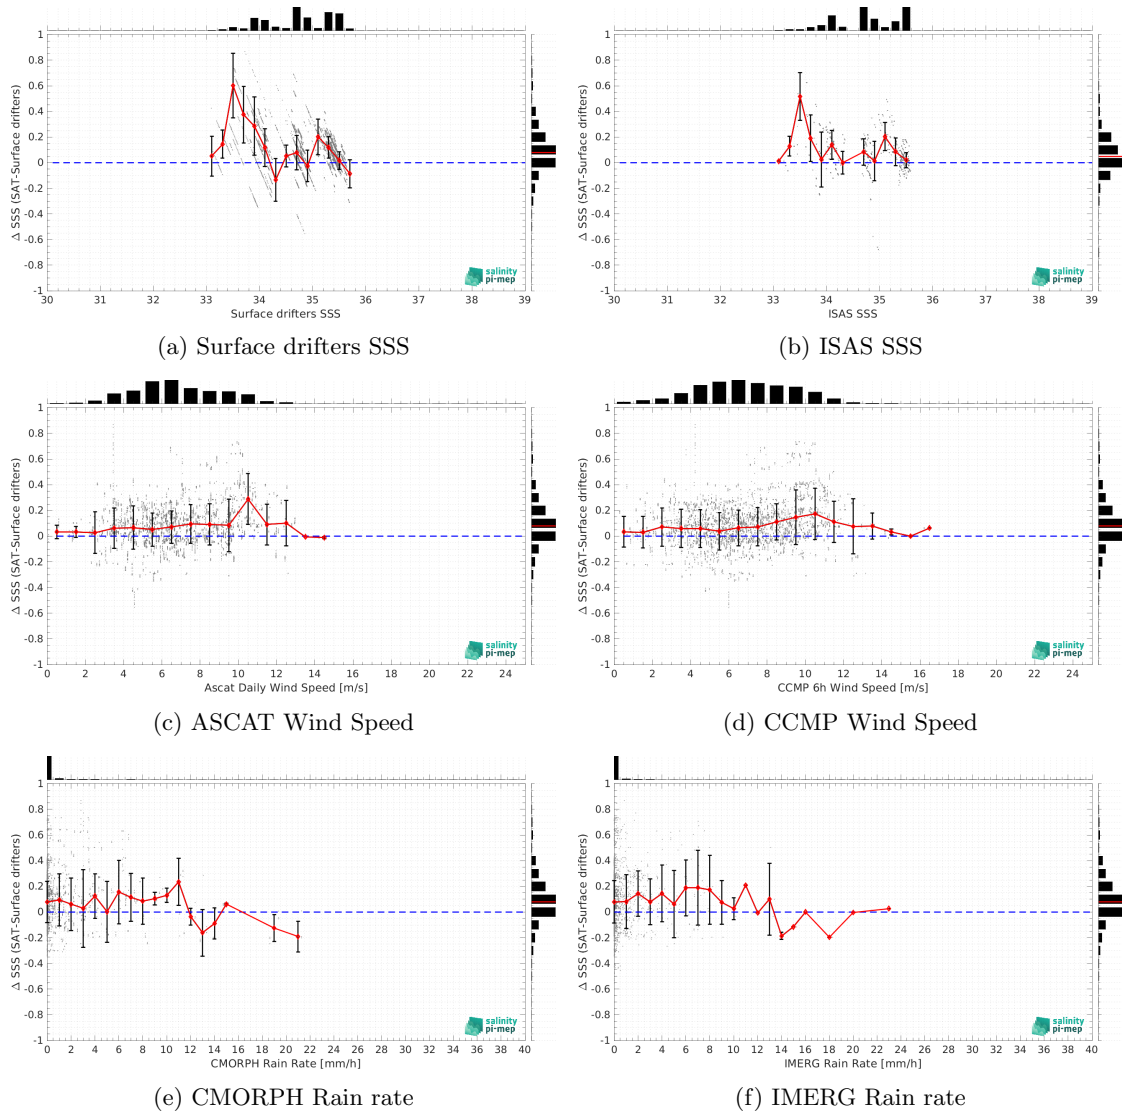 1
0.8
0.6
0.4
0.2
0
-0.2
-0.4
-0.6
-0.8
-1
Δ SSS (SAT-Surface drifters)
salinity
pi-mep
30 31 32 33 34 35 36 37 38 39
Surface drifters SSS
(a) Surface drifters SSS
1
0.8
0.6
0.4
0.2
0
-0.2
-0.4
-0.6
-0.8
-1
Δ SSS (SAT-Surface drifters)
salinity
pi-mep
30 31 32 33 34 35 36 37 38 39
ISAS SSS
(b) ISAS SSS
1
0.8
0.6
0.4
0.2
0
-0.2
-0.4
-0.6
-0.8
-1
Δ SSS (SAT-Surface drifters)
salinity
pi-mep
0 2 4 6 8 10 12 14 16 18 20 22 24
Ascat Daily Wind Speed [m/s]
(c) ASCAT Wind Speed
1
0.8
0.6
0.4
0.2
0
-0.2
-0.4
-0.6
-0.8
-1
Δ SSS (SAT-Surface drifters)
salinity
pi-mep
0 2 4 6 8 10 12 14 16 18 20 22 24
CCMP 6h Wind Speed [m/s]
(d) CCMP Wind Speed
1
0.8
0.6
0.4
0.2
0
-0.2
-0.4
-0.6
-0.8
-1
Δ SSS (SAT-Surface drifters)
salinity
pi-mep
0 2 4 6 8 10 12 14 16 18 20 22 24 26 28 30 32 34 36 38 40
CMORPH Rain Rate [mm/h]
(e) CMORPH Rain rate
1
0.8
0.6
0.4
0.2
0
-0.2
-0.4
-0.6
-0.8
-1
Δ SSS (SAT-Surface drifters)
salinity
pi-mep
0 2 4 6 8 10 12 14 16 18 20 22 24 26 28 30 32 34 36 38 40
IMERG Rain Rate [mm/h]
(f) IMERG Rain rate